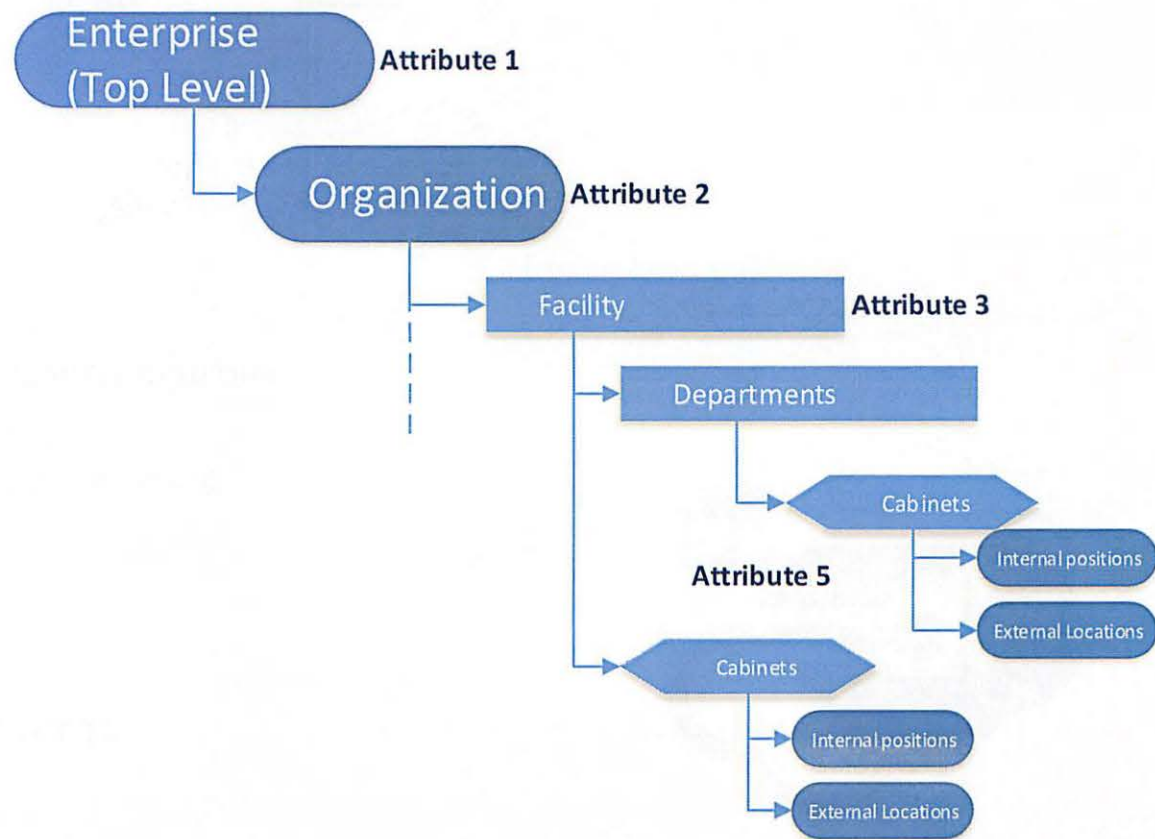 Enterprise
(Top Level)
Attribute 1
Organization
Attribute 2
Facility
Attribute 3
Departments
Cabinets
Internal positions
Attribute 5
External Locations
Cabinets
Internal positions
External Locations